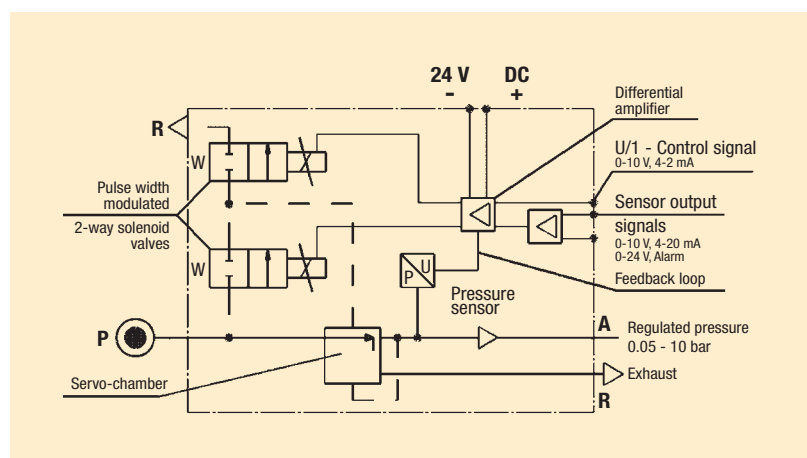 24 V
DC
-
+
Differential
amplifier
R
U/1 - Control signal
0-10 V, 4-2 mA
W
Pulse width
modulated
2-way solenoid
valves
Sensor output
signals
0-10 V, 4-20 mA
0-24 V, Alarm
W
U
P
Feedback loop
Pressure
sensor
P
A
Regulated pressure
0.05 - 10 bar
Servo-chamber
Exhaust
R